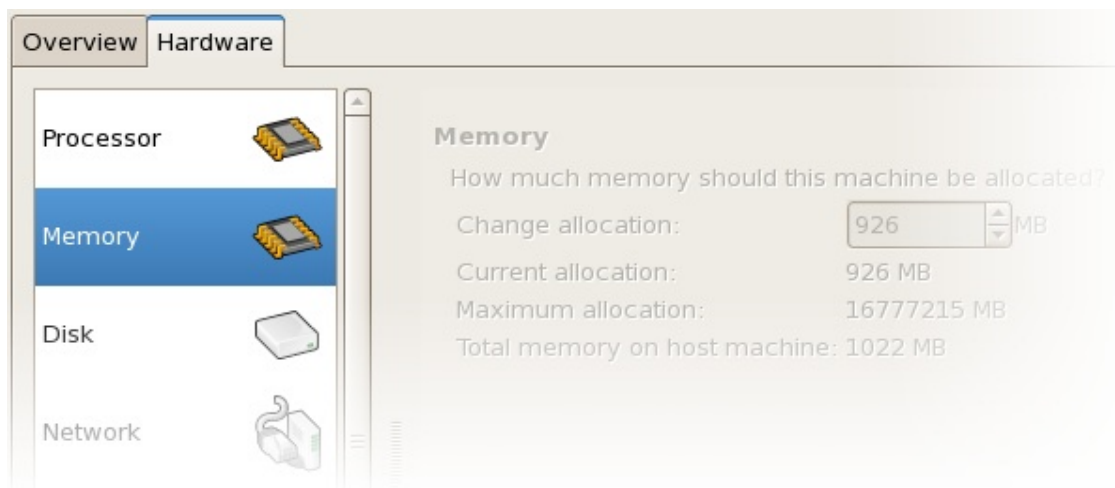 Overview Hardware
Processor
Memory
Disk
Network
Memory
How much memory should this machine be allocated?
Change allocation: 926 MB
Current allocation: 926 MB
Maximum allocation: 16777215 MB
Total memory on host machine: 1022 MB